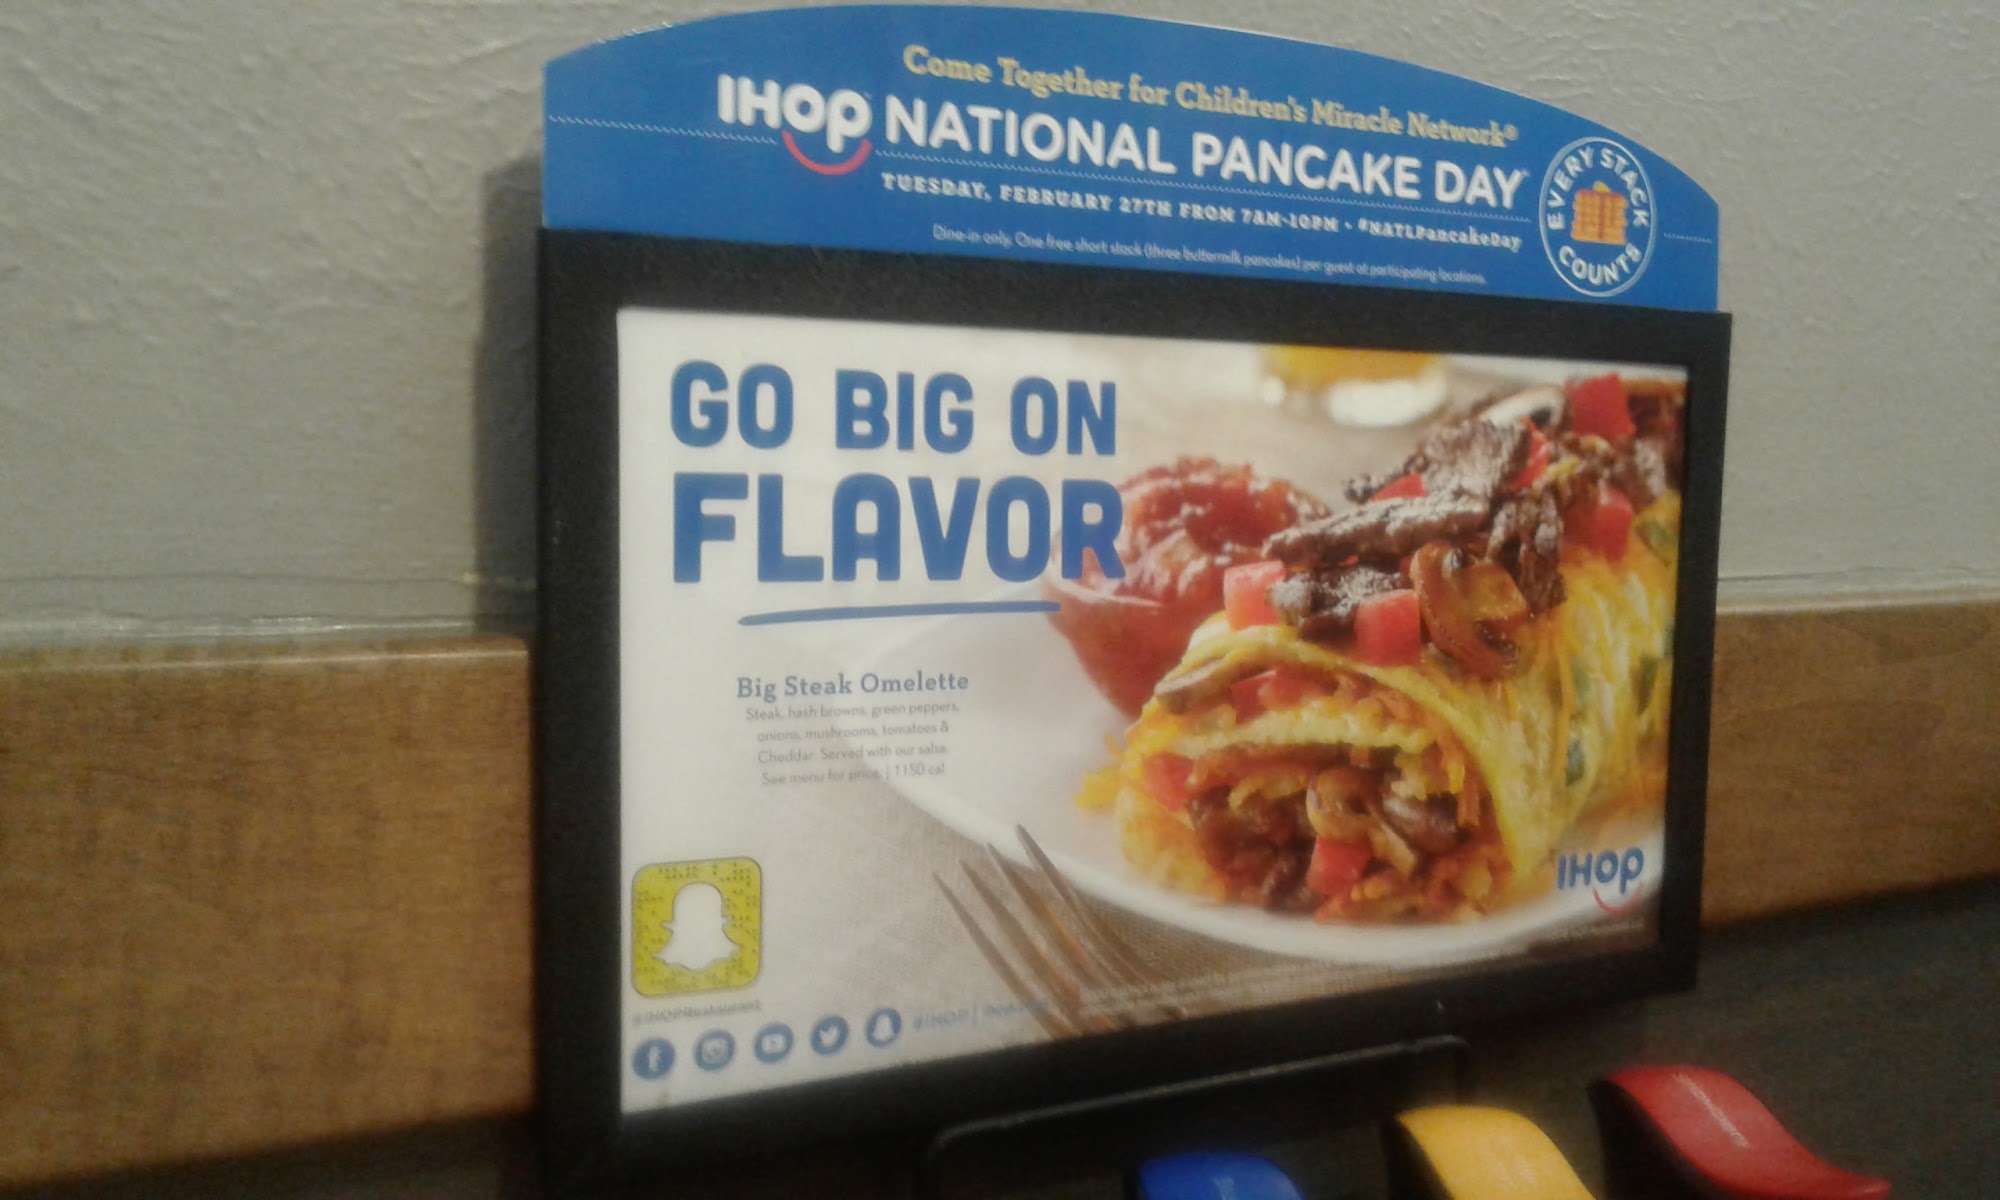 Come Together for Children's Miracle Network®
IHOP NATIONAL PANCAKE DAY
TUESDAY, FEBRUARY 27TH FROM 7AM-10PM • #NATLPancakeDay
Dine-in only. One free short stack (three buttermilk pancakes) per guest at participating locations.
EVERY STACK COUNTS
GO BIG ON
FLAVOR
Big Steak Omelette
Steak, hash browns, green peppers,
onions, mushrooms, tomatoes &
Cheddar. Served with our salsa.
See menu for price. | 1150 cal
IHOP
@IHOPRestaurant
#IHOP |